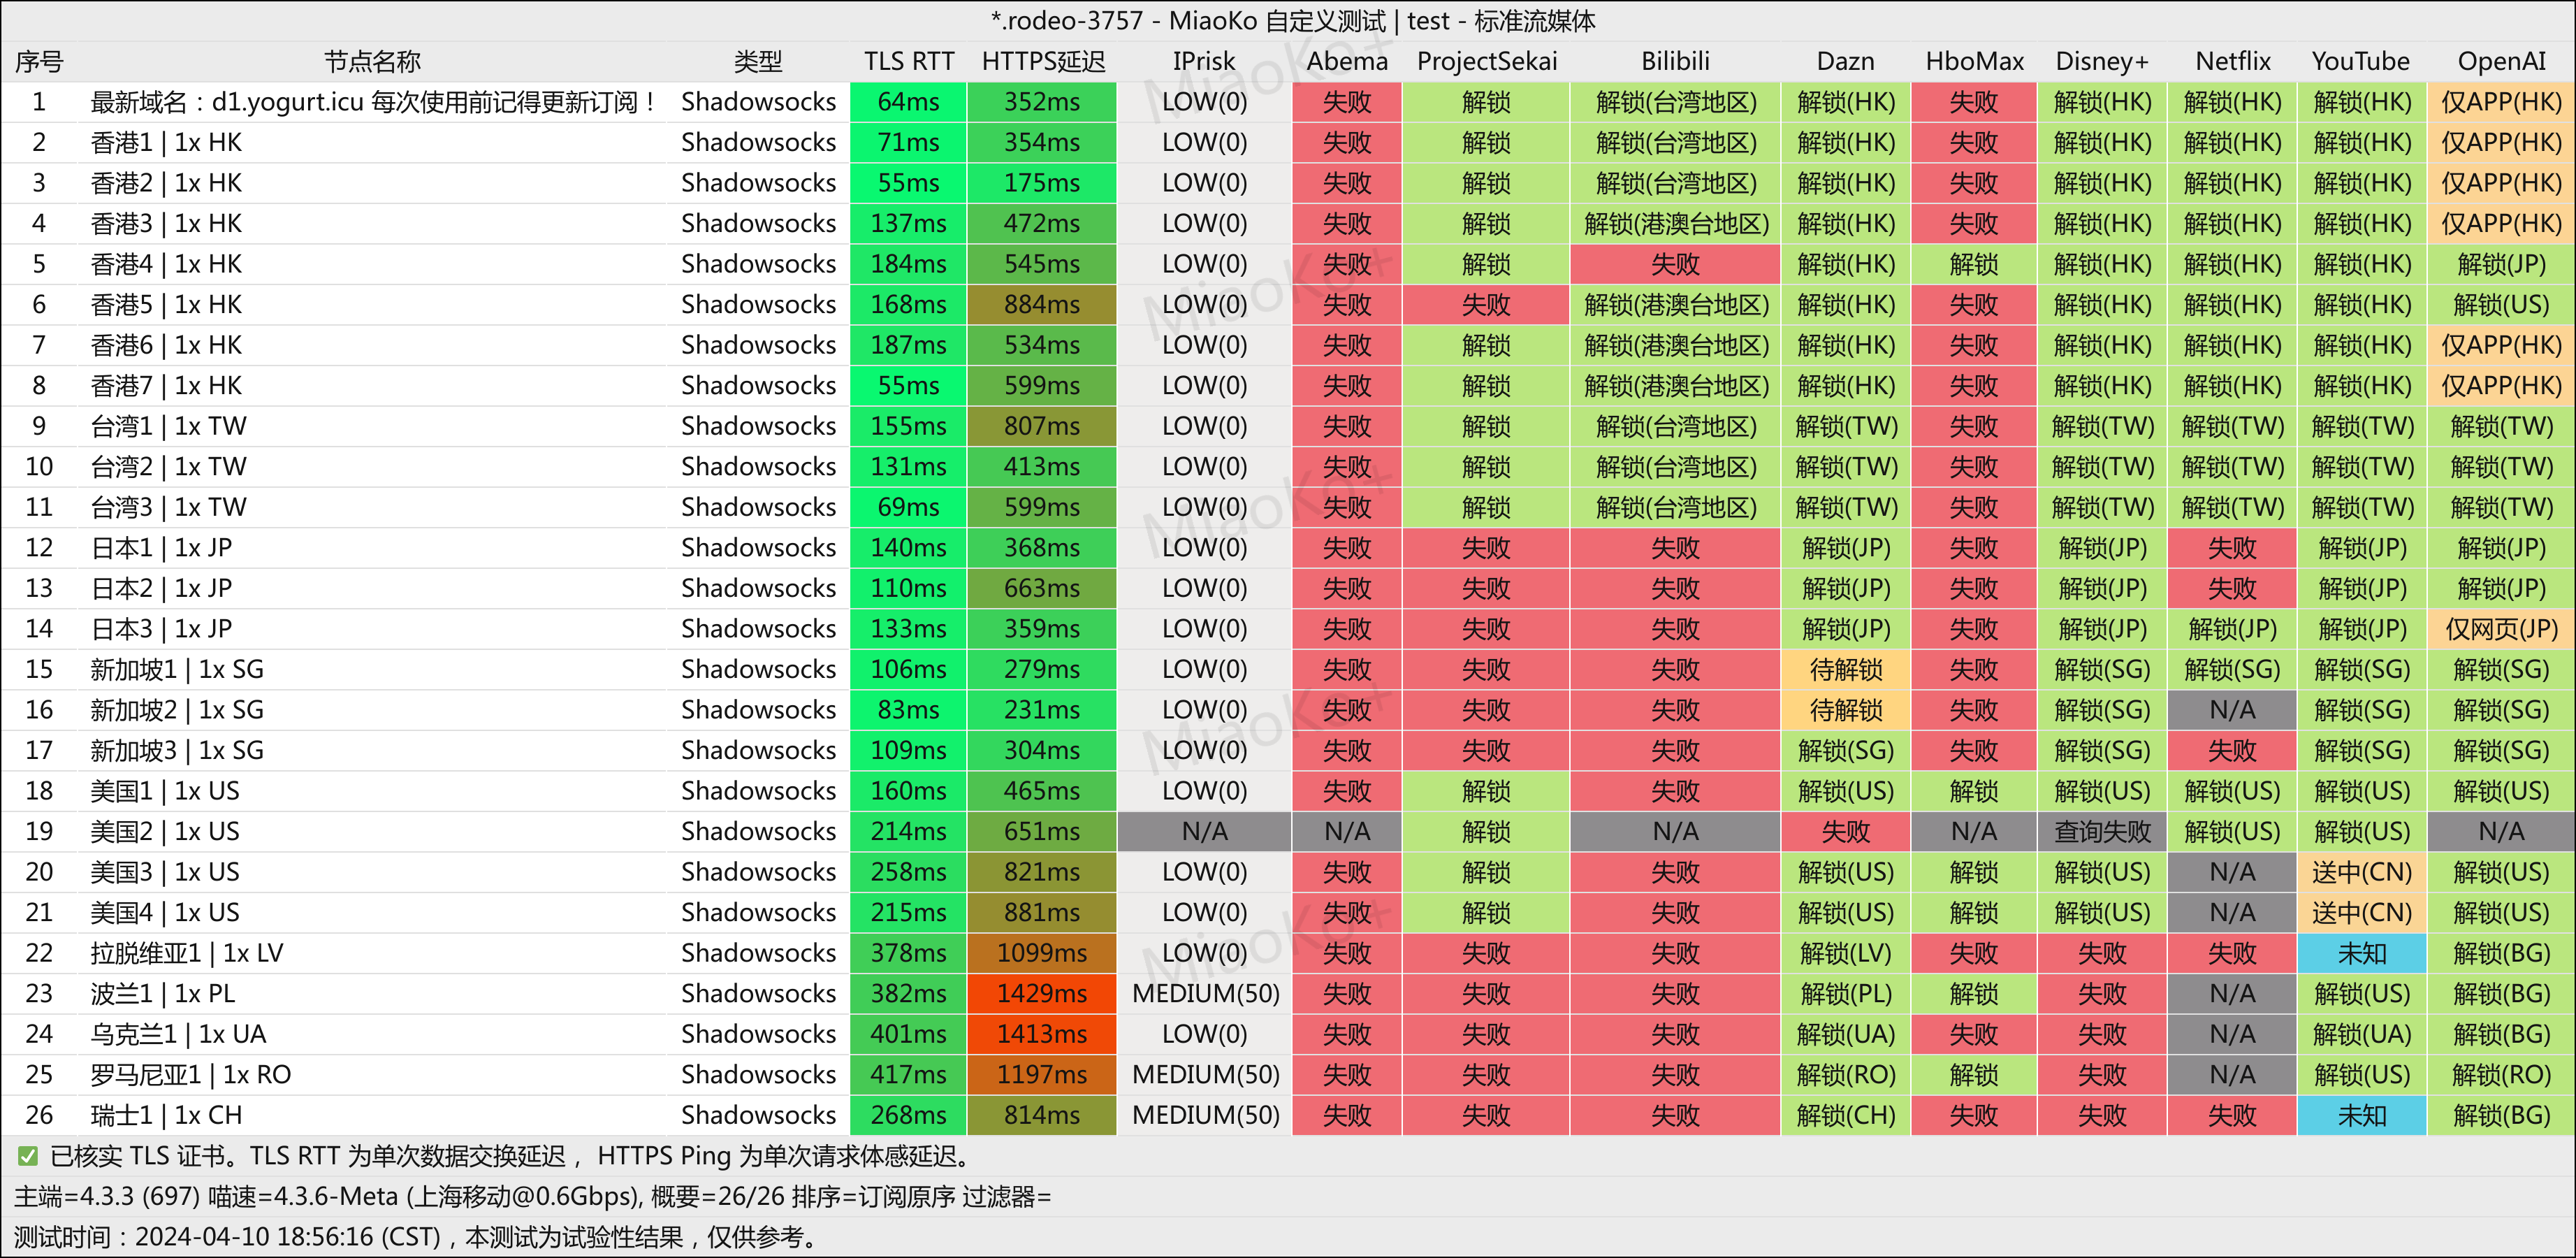 *.rodeo-3757 - MiaoKo 自定义测试 | test - 标准流媒体
序号 节点名称 类型 TLS RTT HTTPS延迟 IPrisk Abema ProjectSekai Bilibili Dazn HboMax Disney+ Netflix YouTube OpenAI
1 最新域名：d1.yogurt.icu 每次使用前记得更新订阅！ Shadowsocks 64ms 352ms LOW(0) 失败 解锁 解锁(台湾地区) 解锁(HK) 失败 解锁(HK) 解锁(HK) 解锁(HK) 仅APP(HK)
2 香港1 | 1x HK Shadowsocks 71ms 354ms LOW(0) 失败 解锁 解锁(台湾地区) 解锁(HK) 失败 解锁(HK) 解锁(HK) 解锁(HK) 仅APP(HK)
3 香港2 | 1x HK Shadowsocks 55ms 175ms LOW(0) 失败 解锁 解锁(台湾地区) 解锁(HK) 失败 解锁(HK) 解锁(HK) 解锁(HK) 仅APP(HK)
4 香港3 | 1x HK Shadowsocks 137ms 472ms LOW(0) 失败 解锁 解锁(港澳台地区) 解锁(HK) 失败 解锁(HK) 解锁(HK) 解锁(HK) 仅APP(HK)
5 香港4 | 1x HK Shadowsocks 184ms 545ms LOW(0) 失败 解锁 失败 解锁(HK) 解锁 解锁(HK) 解锁(HK) 解锁(HK) 解锁(JP)
6 香港5 | 1x HK Shadowsocks 168ms 884ms LOW(0) 失败 失败 解锁(港澳台地区) 解锁(HK) 失败 解锁(HK) 解锁(HK) 解锁(HK) 解锁(US)
7 香港6 | 1x HK Shadowsocks 187ms 534ms LOW(0) 失败 解锁 解锁(港澳台地区) 解锁(HK) 失败 解锁(HK) 解锁(HK) 解锁(HK) 仅APP(HK)
8 香港7 | 1x HK Shadowsocks 55ms 599ms LOW(0) 失败 解锁 解锁(港澳台地区) 解锁(HK) 失败 解锁(HK) 解锁(HK) 解锁(HK) 仅APP(HK)
9 台湾1 | 1x TW Shadowsocks 155ms 807ms LOW(0) 失败 解锁 解锁(台湾地区) 解锁(TW) 失败 解锁(TW) 解锁(TW) 解锁(TW) 解锁(TW)
10 台湾2 | 1x TW Shadowsocks 131ms 413ms LOW(0) 失败 解锁 解锁(台湾地区) 解锁(TW) 失败 解锁(TW) 解锁(TW) 解锁(TW) 解锁(TW)
11 台湾3 | 1x TW Shadowsocks 69ms 599ms LOW(0) 失败 解锁 解锁(台湾地区) 解锁(TW) 失败 解锁(TW) 解锁(TW) 解锁(TW) 解锁(TW)
12 日本1 | 1x JP Shadowsocks 140ms 368ms LOW(0) 失败 失败 失败 解锁(JP) 失败 解锁(JP) 失败 解锁(JP) 解锁(JP)
13 日本2 | 1x JP Shadowsocks 110ms 663ms LOW(0) 失败 失败 失败 解锁(JP) 失败 解锁(JP) 失败 解锁(JP) 解锁(JP)
14 日本3 | 1x JP Shadowsocks 133ms 359ms LOW(0) 失败 失败 失败 解锁(JP) 失败 解锁(JP) 解锁(JP) 解锁(JP) 仅网页(JP)
15 新加坡1 | 1x SG Shadowsocks 106ms 279ms LOW(0) 失败 失败 失败 待解锁 失败 解锁(SG) 解锁(SG) 解锁(SG) 解锁(SG)
16 新加坡2 | 1x SG Shadowsocks 83ms 231ms LOW(0) 失败 失败 失败 待解锁 失败 解锁(SG) N/A 解锁(SG) 解锁(SG)
17 新加坡3 | 1x SG Shadowsocks 109ms 304ms LOW(0) 失败 失败 失败 解锁(SG) 失败 解锁(SG) 失败 解锁(SG) 解锁(SG)
18 美国1 | 1x US Shadowsocks 160ms 465ms LOW(0) 失败 解锁 失败 解锁(US) 解锁 解锁(US) 解锁(US) 解锁(US) 解锁(US)
19 美国2 | 1x US Shadowsocks 214ms 651ms N/A N/A 解锁 N/A 失败 N/A 查询失败 解锁(US) 解锁(US) N/A
20 美国3 | 1x US Shadowsocks 258ms 821ms LOW(0) 失败 解锁 失败 解锁(US) 解锁 解锁(US) N/A 送中(CN) 解锁(US)
21 美国4 | 1x US Shadowsocks 215ms 881ms LOW(0) 失败 解锁 失败 解锁(US) 解锁 解锁(US) N/A 送中(CN) 解锁(US)
22 拉脱维亚1 | 1x LV Shadowsocks 378ms 1099ms LOW(0) 失败 失败 失败 解锁(LV) 失败 失败 失败 未知 解锁(BG)
23 波兰1 | 1x PL Shadowsocks 382ms 1429ms MEDIUM(50) 失败 失败 失败 解锁(PL) 解锁 失败 N/A 解锁(US) 解锁(BG)
24 乌克兰1 | 1x UA Shadowsocks 401ms 1413ms LOW(0) 失败 失败 失败 解锁(UA) 失败 失败 N/A 解锁(UA) 解锁(BG)
25 罗马尼亚1 | 1x RO Shadowsocks 417ms 1197ms MEDIUM(50) 失败 失败 失败 解锁(RO) 解锁 失败 N/A 解锁(US) 解锁(RO)
26 瑞士1 | 1x CH Shadowsocks 268ms 814ms MEDIUM(50) 失败 失败 失败 解锁(CH) 失败 失败 失败 未知 解锁(BG)
✅ 已核实 TLS 证书。TLS RTT 为单次数据交换延迟， HTTPS Ping 为单次请求体感延迟。
主端=4.3.3 (697) 喵速=4.3.6-Meta (上海移动@0.6Gbps), 概要=26/26 排序=订阅原序 过滤器=
测试时间：2024-04-10 18:56:16 (CST)，本测试为试验性结果，仅供参考。
MiaoKo+
MiaoKo+
MiaoKo+
MiaoKo+
MiaoKo+